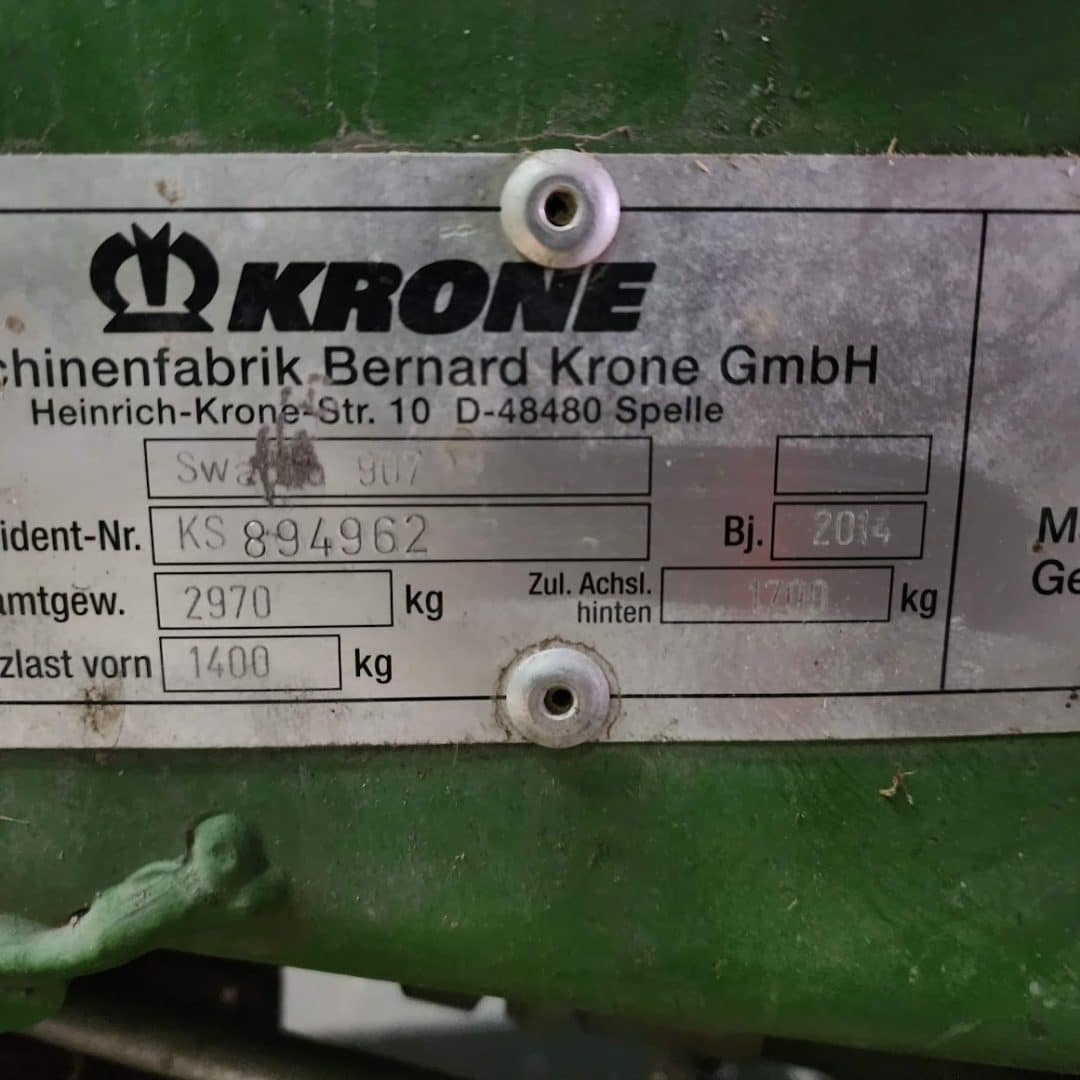 KRONE
chinenfabrik Bernard Krone GmbH
Heinrich-Krone-Str. 10 D-48480 Spelle
907
ident-Nr. KS 894962 Bj. 2014
amtgew. 2970 kg Zul. Achsl. hinten 1700 kg
zlast vorn 1400 kg
M
Ge